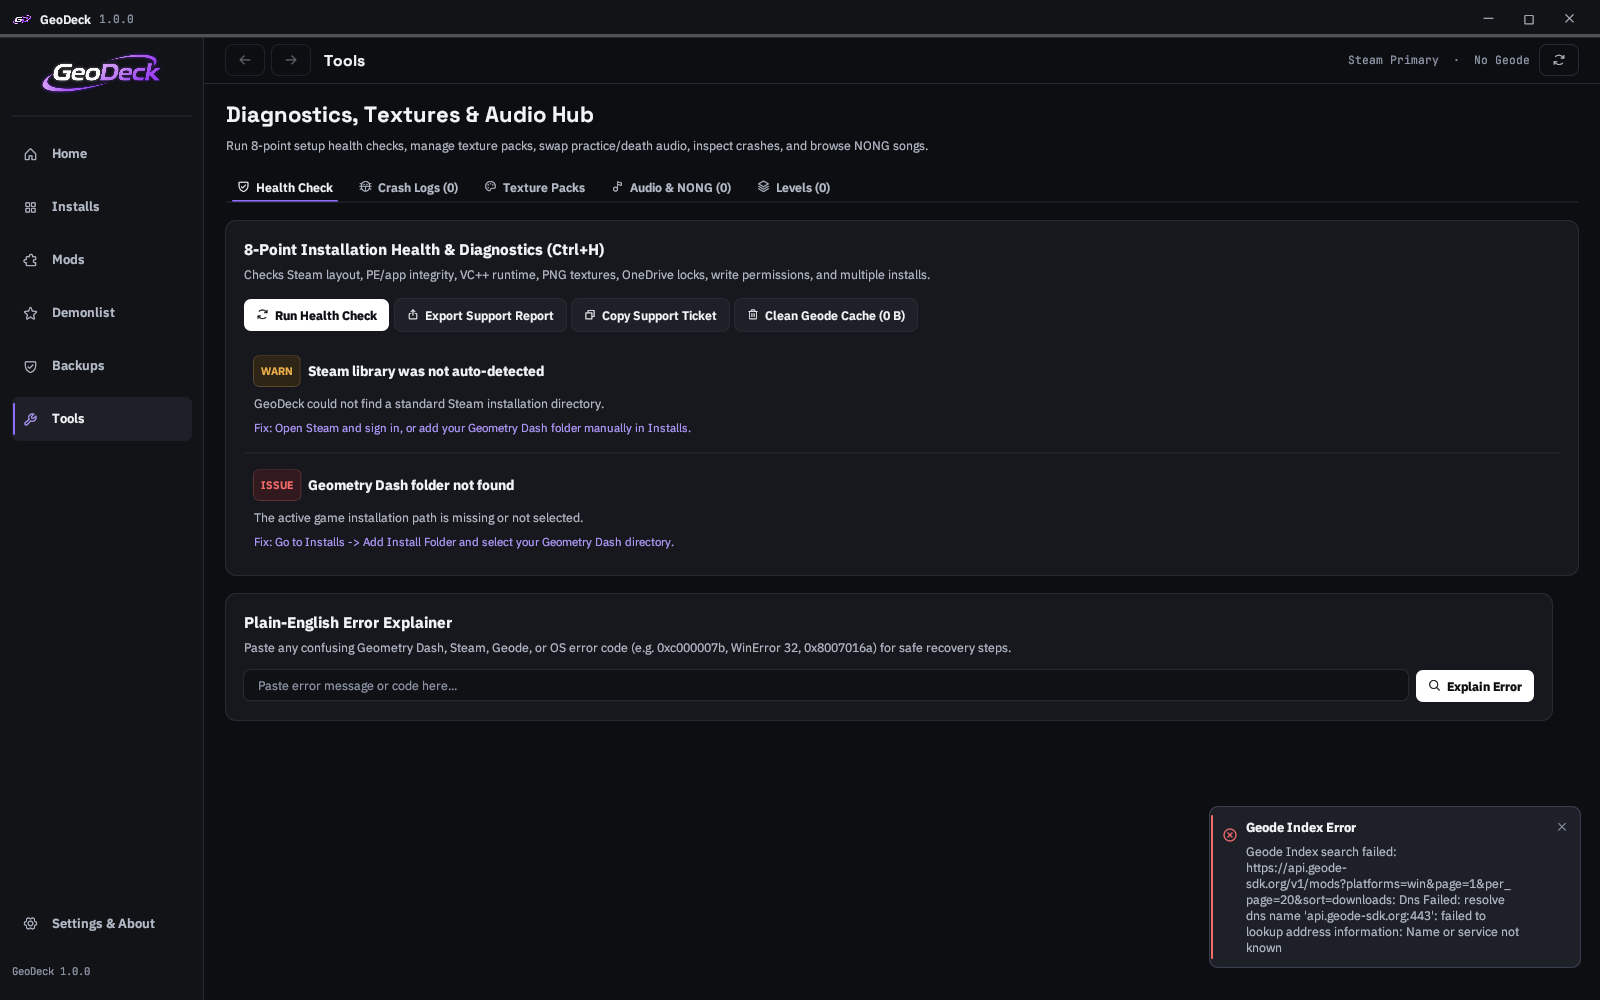 GeoDeck 1.0.0
GeoDeck
Tools
Steam Primary · No Geode
Home
Installs
Mods
Demonlist
Backups
Tools
Settings & About
GeoDeck 1.0.0
Diagnostics, Textures & Audio Hub
Run 8-point setup health checks, manage texture packs, swap practice/death audio, inspect crashes, and browse NONG songs.
Health Check Crash Logs (0) Texture Packs Audio & NONG (0) Levels (0)
8-Point Installation Health & Diagnostics (Ctrl+H)
Checks Steam layout, PE/app integrity, VC++ runtime, PNG textures, OneDrive locks, write permissions, and multiple installs.
Run Health Check Export Support Report Copy Support Ticket Clean Geode Cache (0 B)
WARN Steam library was not auto-detected
GeoDeck could not find a standard Steam installation directory.
Fix: Open Steam and sign in, or add your Geometry Dash folder manually in Installs.
ISSUE Geometry Dash folder not found
The active game installation path is missing or not selected.
Fix: Go to Installs -> Add Install Folder and select your Geometry Dash directory.
Plain-English Error Explainer
Paste any confusing Geometry Dash, Steam, Geode, or OS error code (e.g. 0xc000007b, WinError 32, 0x8007016a) for safe recovery steps.
Paste error message or code here...
Explain Error
Geode Index Error
Geode Index search failed:
https://api.geode-
sdk.org/v1/mods?platforms=win&page=1&per_
page=20&sort=downloads: Dns Failed: resolve
dns name 'api.geode-sdk.org:443': failed to
lookup address information: Name or service not
known